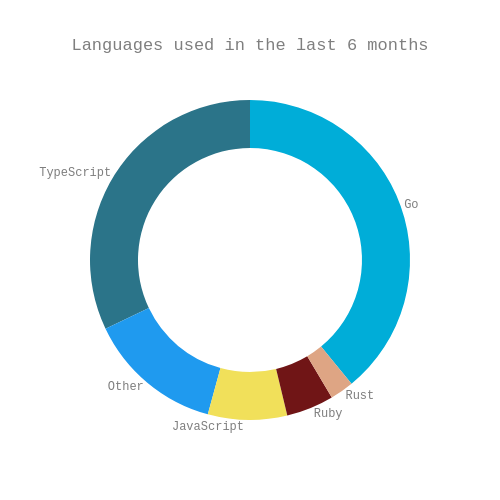 Languages used in the last 6 months
TypeScript
Go
Other
Rust
Ruby
JavaScript